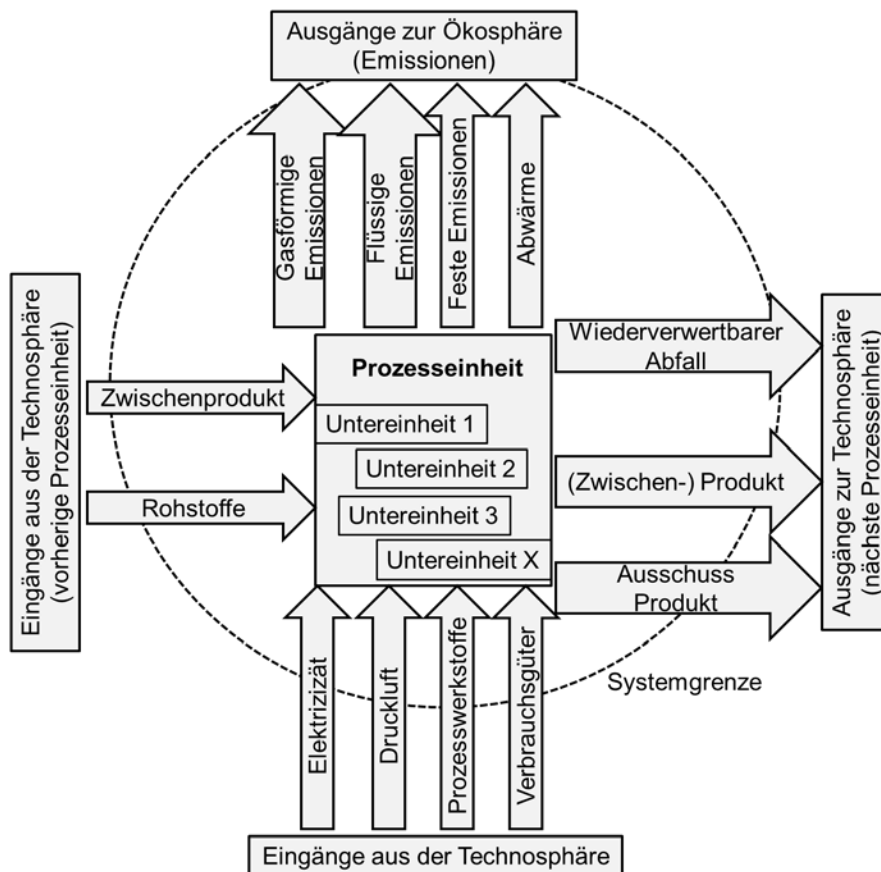 Ausgänge zur Ökosphäre
(Emissionen)
Gasförmige
Emissionen
Flüssige
Emissionen
Feste Emissionen
Abwärme
Eingänge aus der Technosphäre
(vorherige Prozesseinheit)
Zwischenprodukt
Rohstoffe
Prozesseinheit
Untereinheit 1
Untereinheit 2
Untereinheit 3
Untereinheit X
Wiederverwertbarer
Abfall
(Zwischen-) Produkt
Ausschuss
Produkt
Ausgänge zur Technosphäre
(nächste Prozesseinheit)
Systemgrenze
Elektrizizät
Druckluft
Prozesswerkstoffe
Verbrauchsgüter
Eingänge aus der Technosphäre